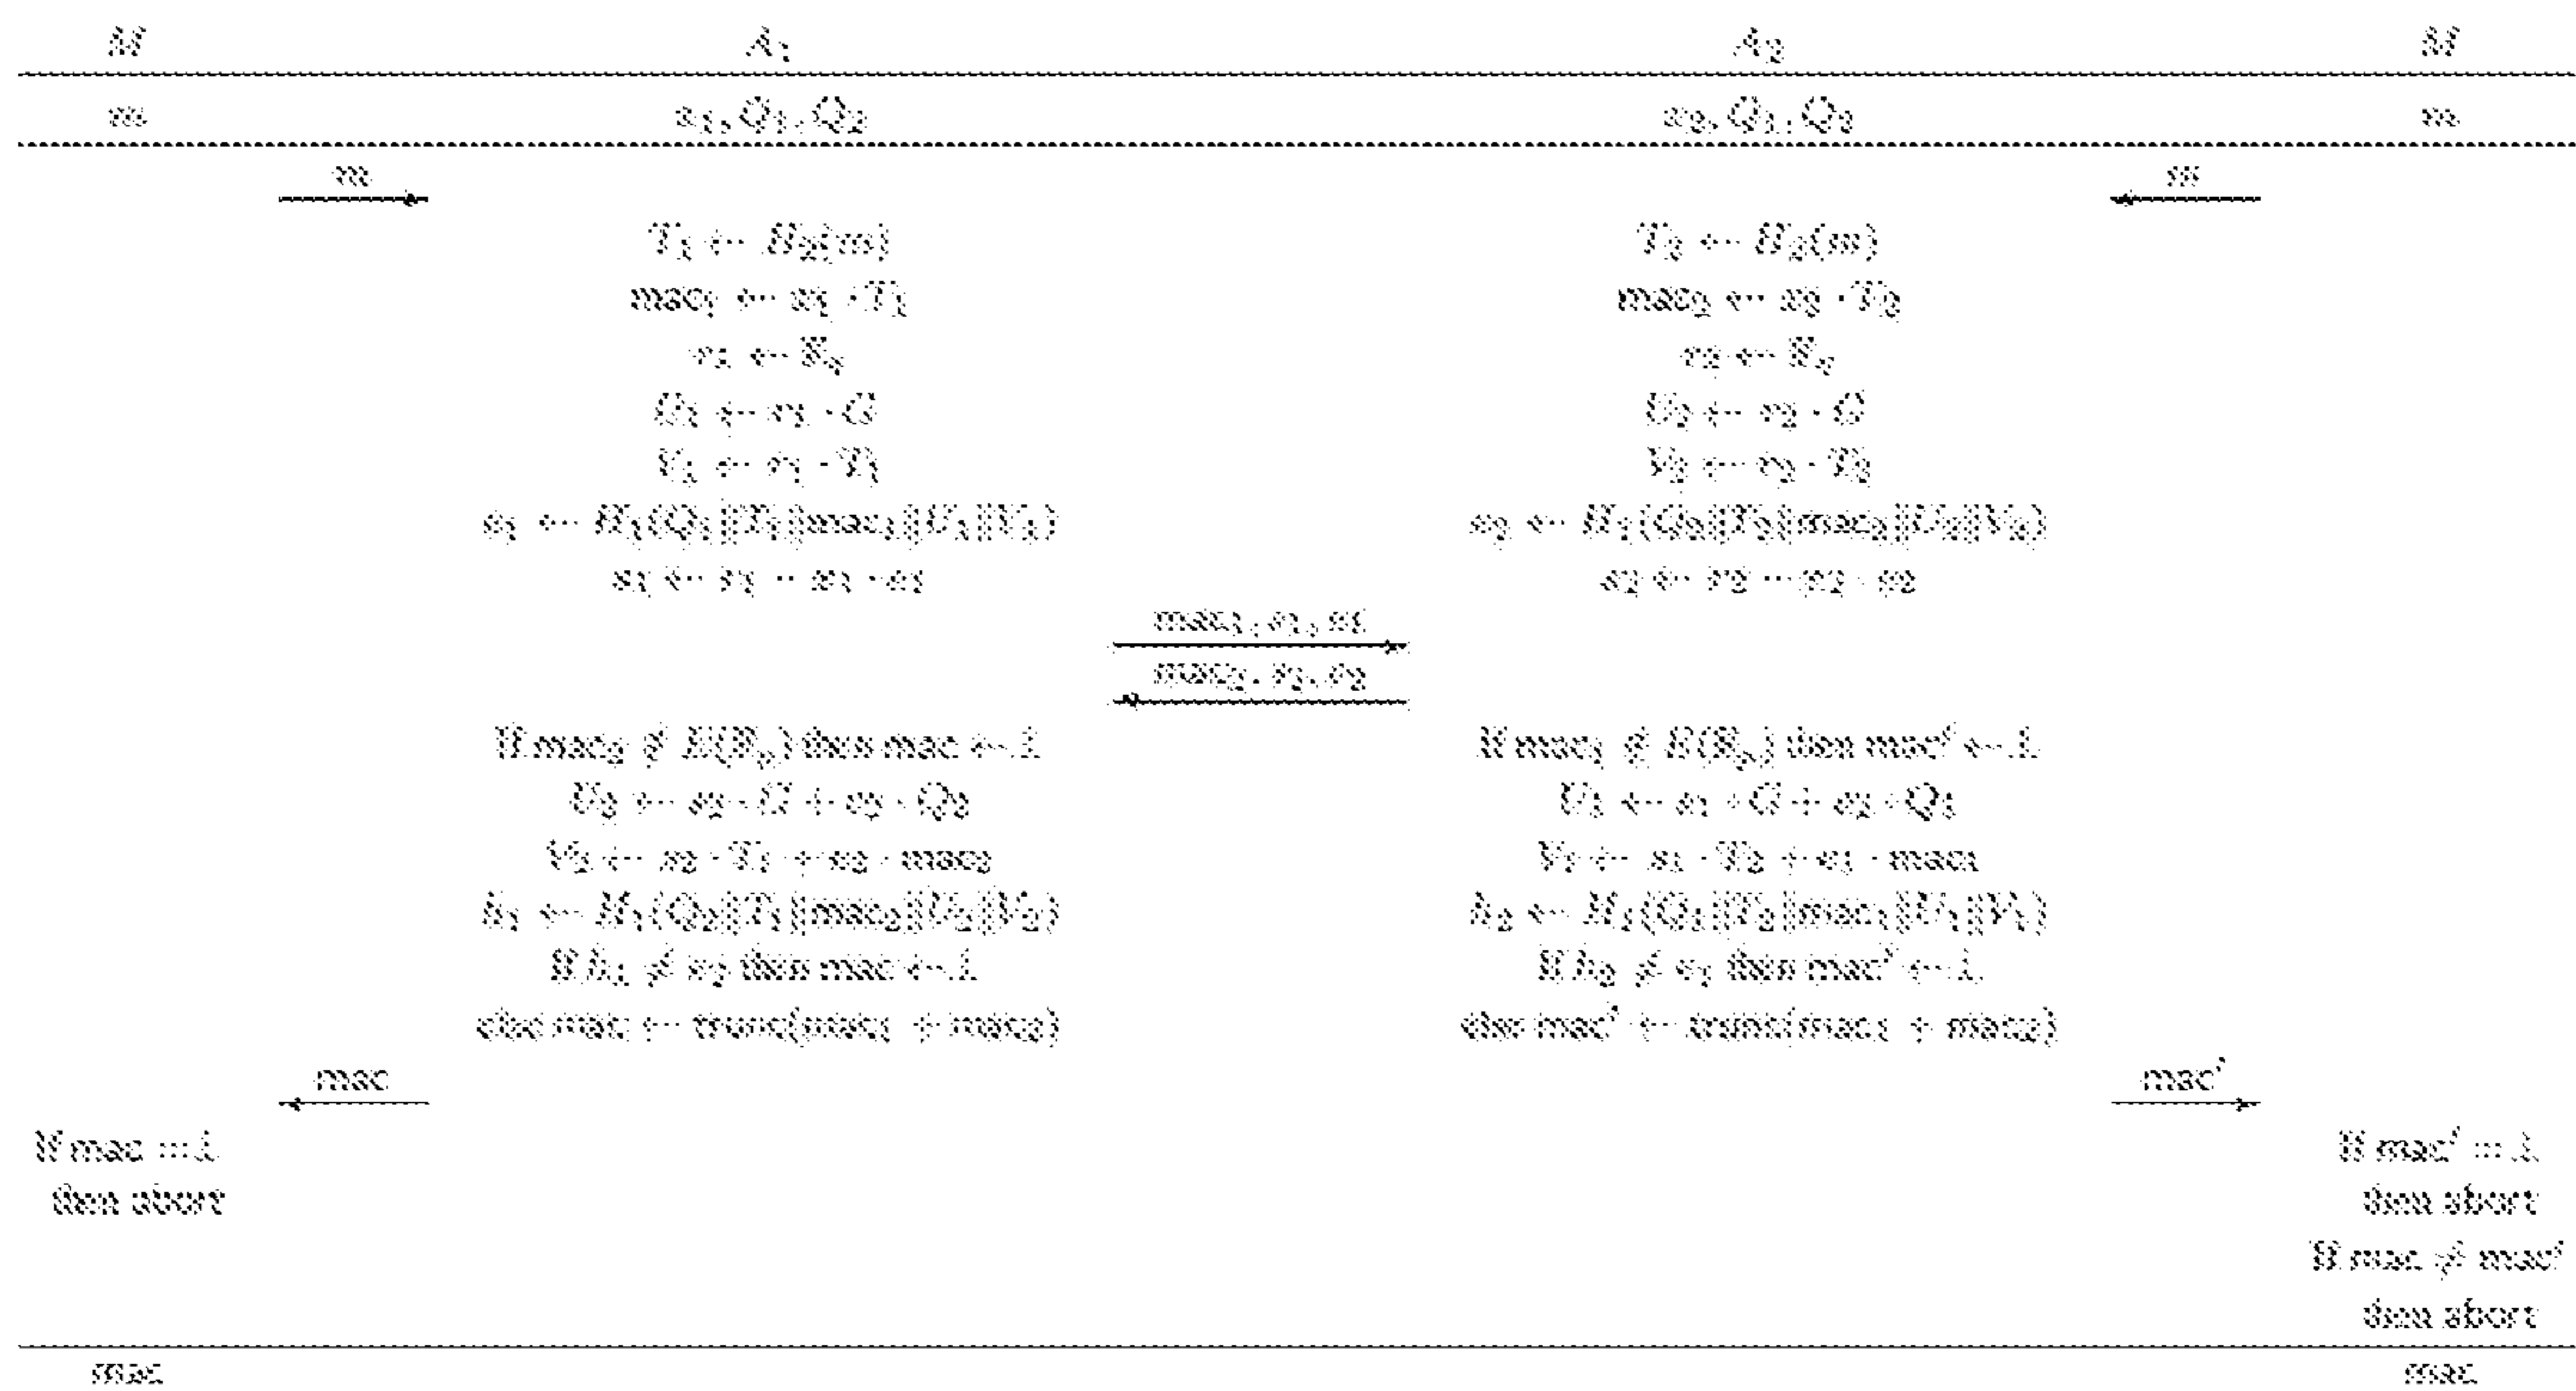 M A₁ A₂ M
m x₁, Q₁, Q₂ x₂, Q₁, Q₂ m
m m
T₁ ← H₂(m) T₂ ← H₂(m)
mac₁ ← x₁ · T₁ mac₂ ← x₂ · T₂
r₁ ← 𝔽q r₂ ← 𝔽q
U₁ ← r₁ · G U₂ ← r₂ · G
V₁ ← r₁ · T₁ V₂ ← r₂ · T₂
e₁ ← H₁(Q₁||T₁||mac₁||U₁||V₁) e₂ ← H₁(Q₂||T₂||mac₂||U₂||V₂)
s₁ ← r₁ − x₁ · e₁ s₂ ← r₂ − x₂ · e₂
mac₁, s₁, e₁
mac₂, s₂, e₂
If mac₂ ∉ E(𝔽p) then mac ← ⊥ If mac₁ ∉ E(𝔽p) then mac′ ← ⊥
U₂ ← s₂ · G + e₂ · Q₂ U₁ ← s₁ · G + e₁ · Q₁
V₂ ← s₂ · T₁ + e₂ · mac₂ V₁ ← s₁ · T₂ + e₁ · mac₁
h₁ ← H₁(Q₂||T₁||mac₂||U₂||V₂) h₂ ← H₁(Q₁||T₂||mac₁||U₁||V₁)
If h₁ ≠ e₂ then mac ← ⊥ If h₂ ≠ e₁ then mac′ ← ⊥
else mac ← trunc(mac₁ + mac₂) else mac′ ← trunc(mac₁ + mac₂)
mac mac′
If mac = ⊥ If mac′ = ⊥
then abort then abort
If mac ≠ mac′
then abort
mac mac